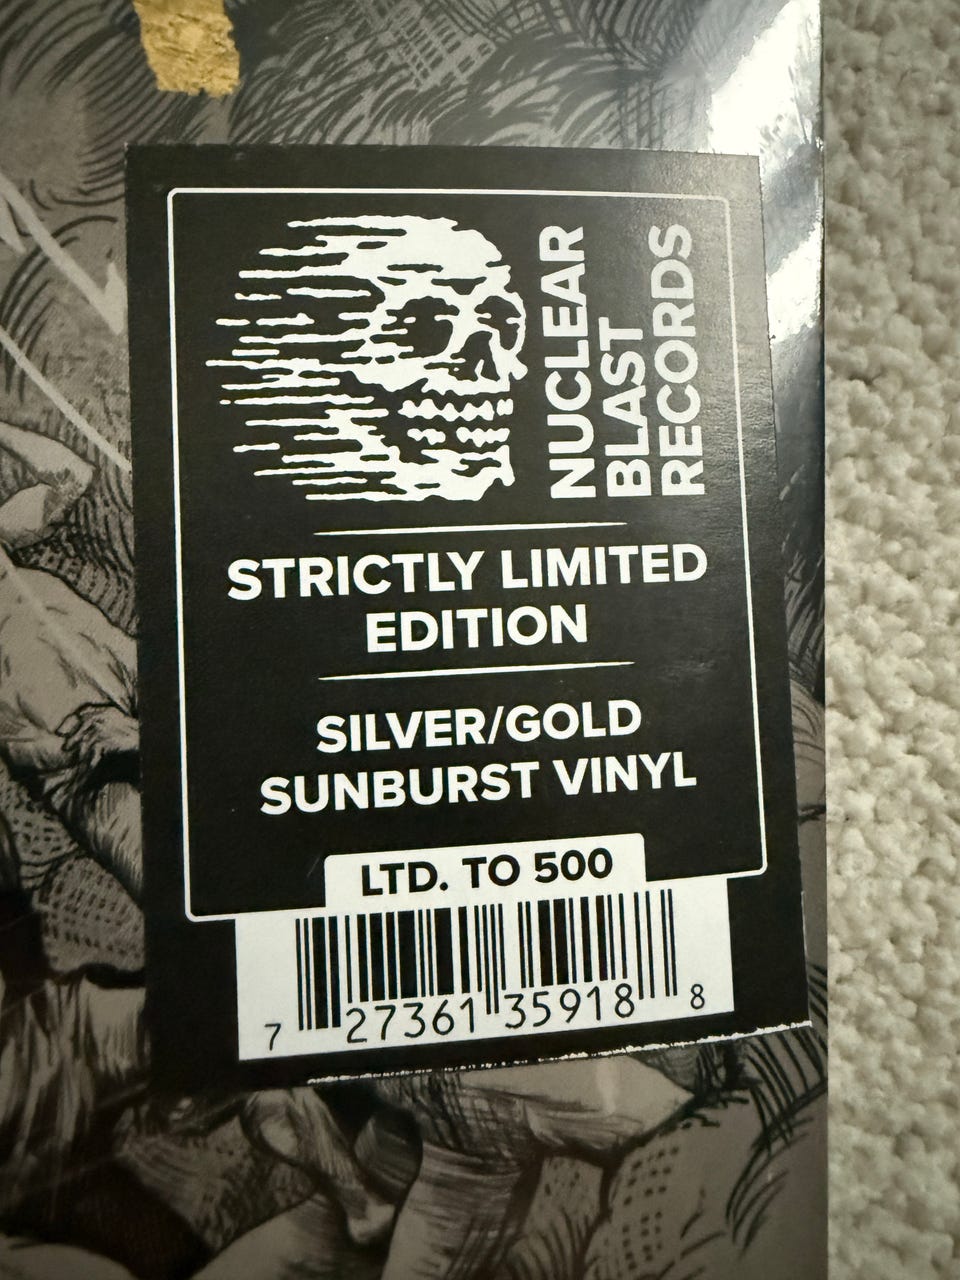 NUCLEAR
BLAST
RECORDS
STRICTLY LIMITED
EDITION
SILVER/GOLD
SUNBURST VINYL
LTD. TO 500
7 27361 35918 8